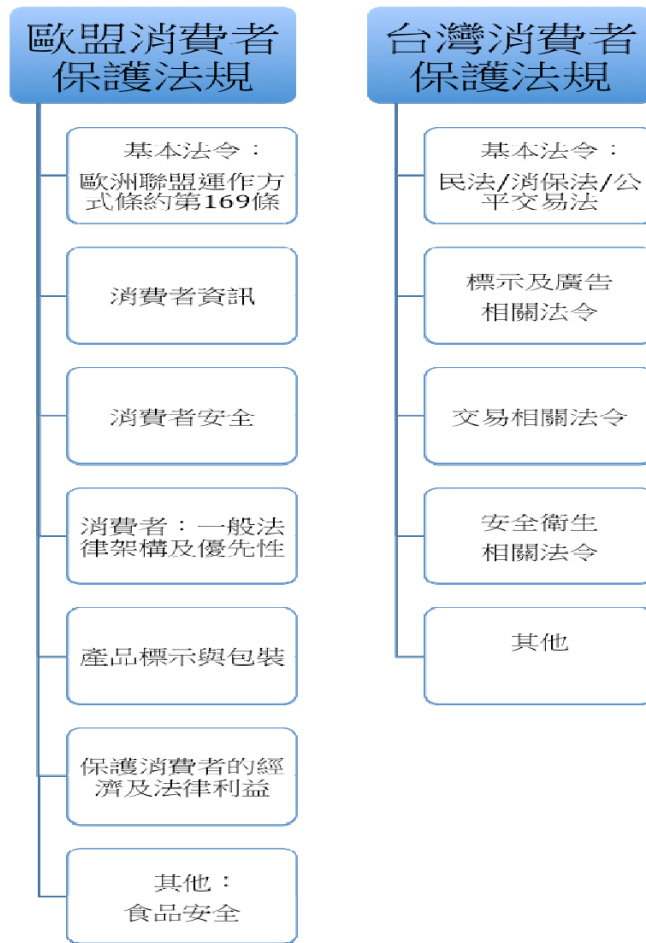 歐盟消費者
保護法規
基本法令：
歐洲聯盟運作方
式條約第169條
消費者資訊
消費者安全
消費者：一般法
律架構及優先性
產品標示與包裝
保護消費者的經
濟及法律利益
其他：
食品安全
台灣消費者
保護法規
基本法令：
民法/消保法/公
平交易法
標示及廣告
相關法令
交易相關法令
安全衛生
相關法令
其他